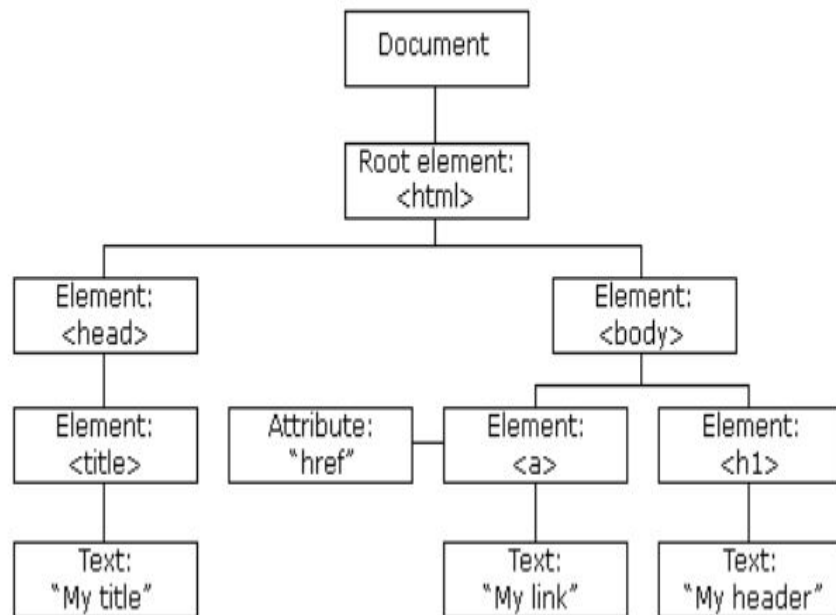 Document
Root element:
<html>
Element:
<head>
Element:
<body>
Element:
<title>
Attribute:
"href"
Element:
<a>
Element:
<h1>
Text:
"My title"
Text:
"My link"
Text:
"My header"